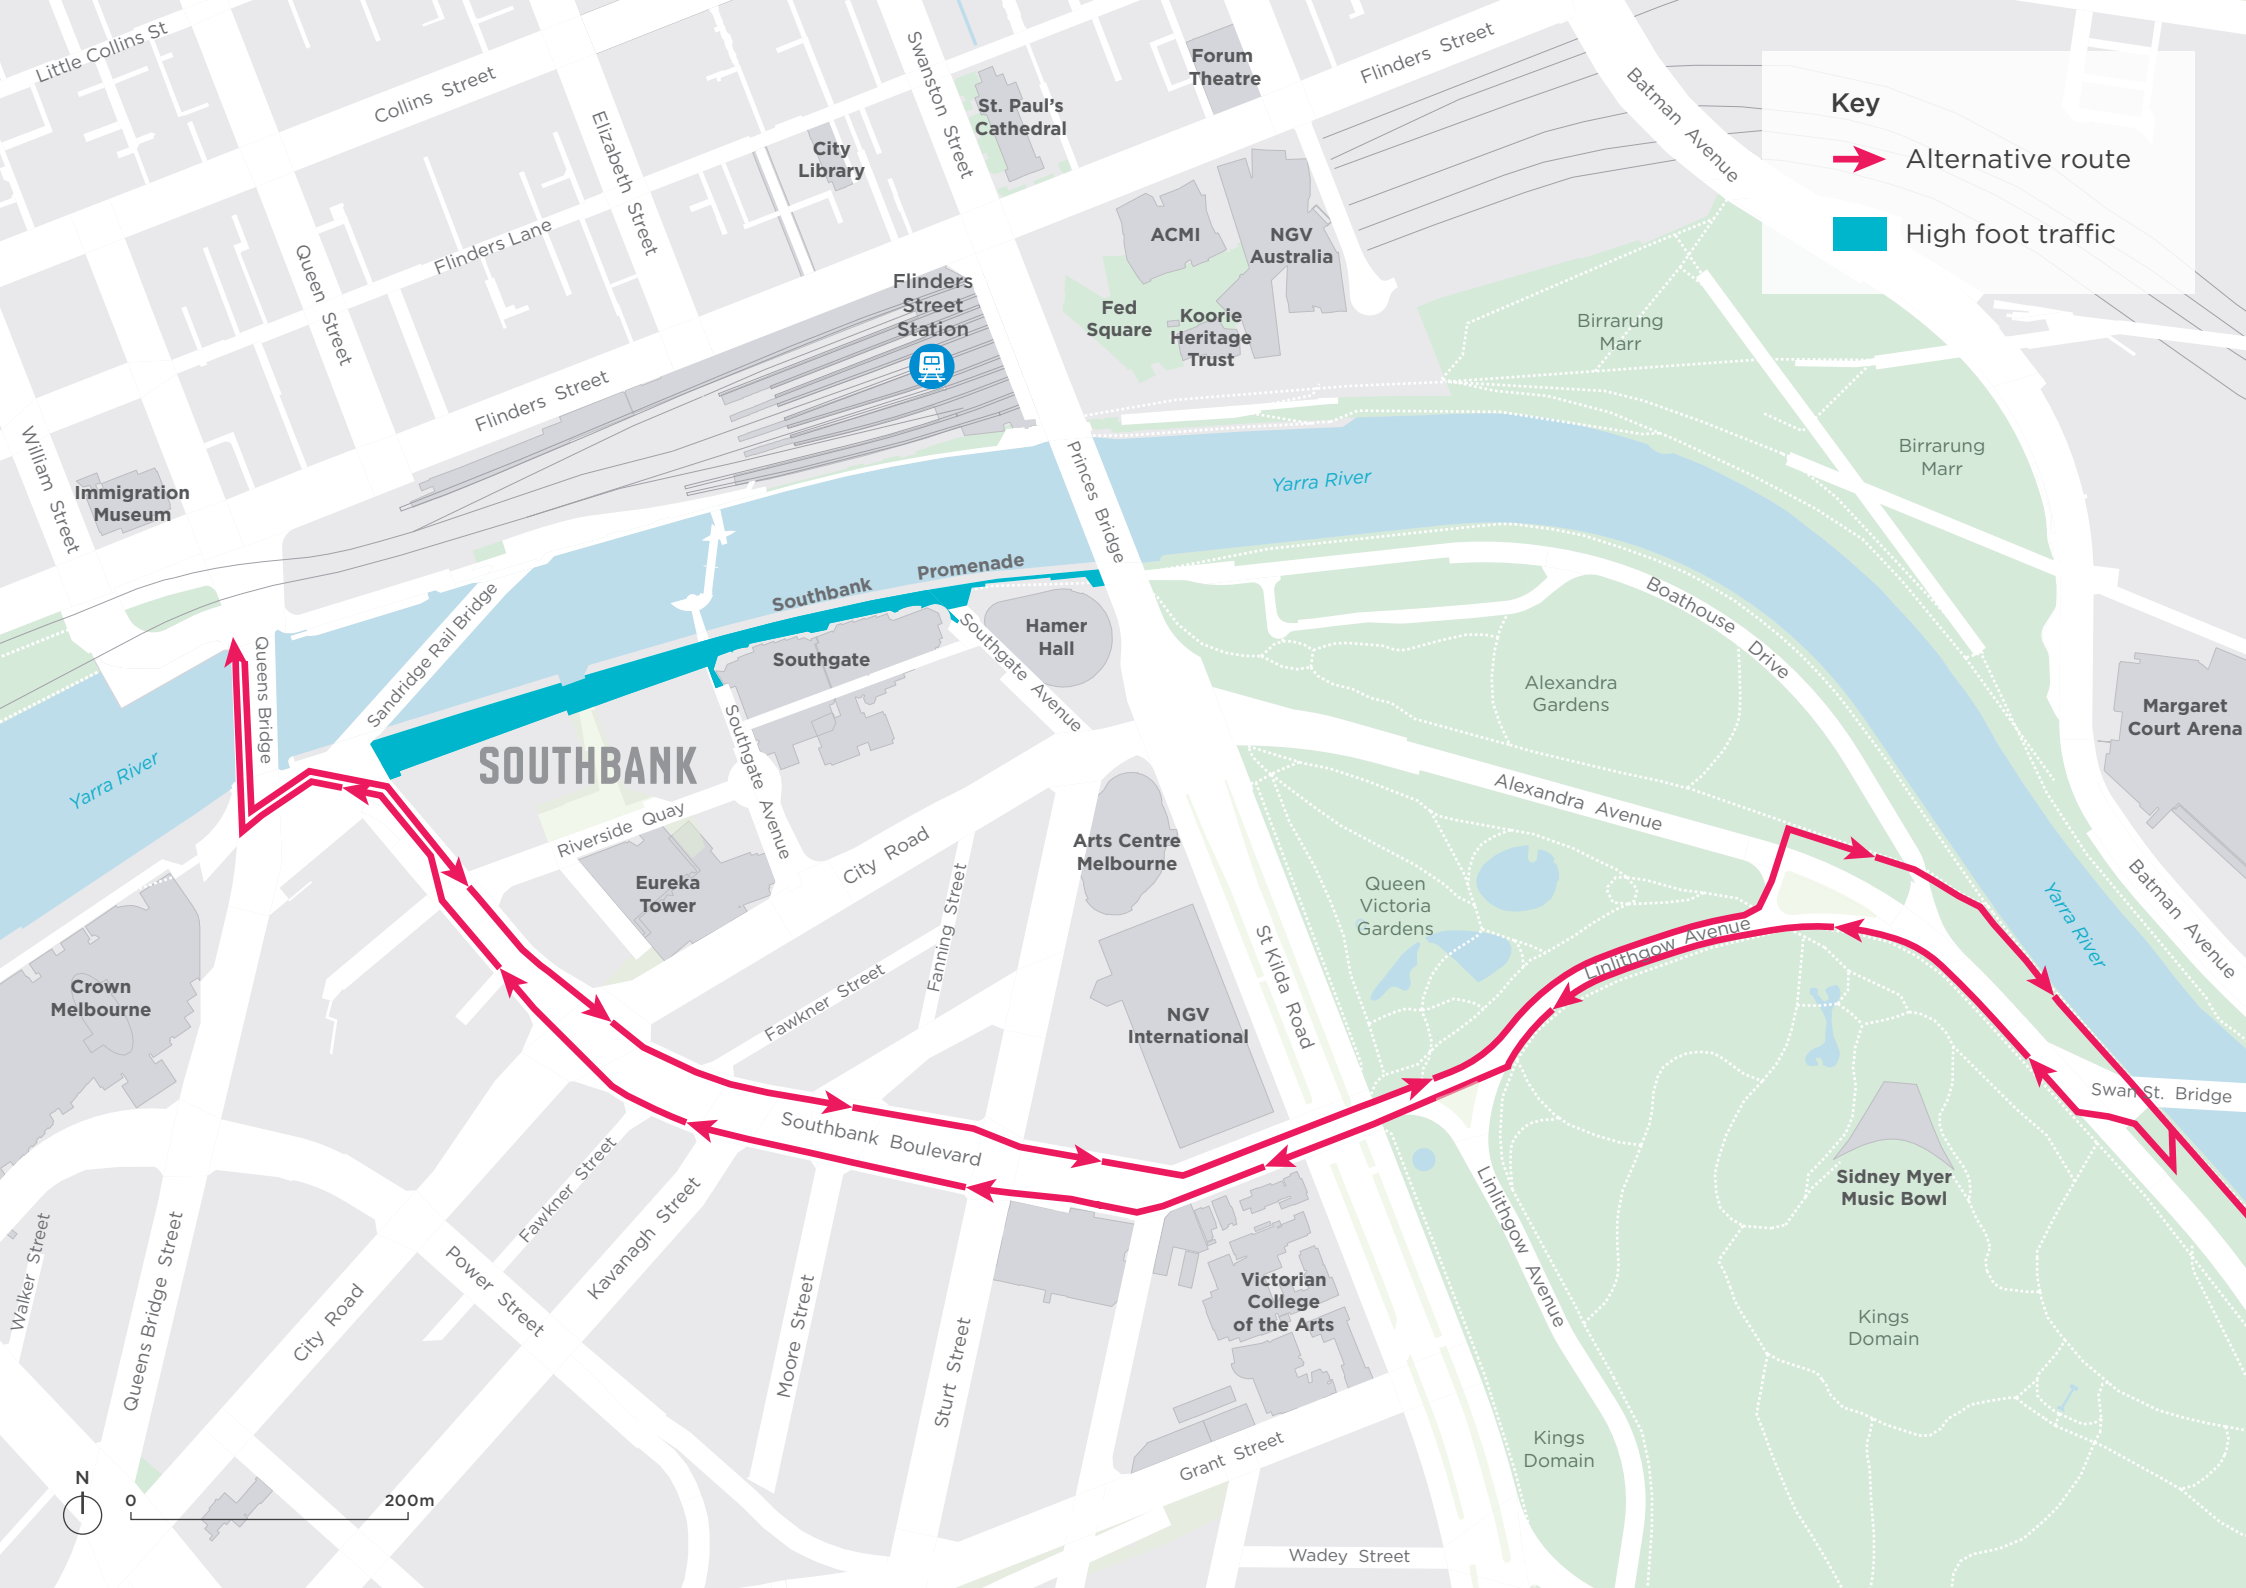 Little Collins St
Collins Street
Swanston Street
Forum
Theatre
Flinders Street
Batman Avenue
Key
Alternative route
High foot traffic
St. Paul's
Cathedral
City
Library
Elizabeth Street
Queen Street
Flinders Lane
Flinders
Street
Station
ACMI
NGV
Australia
Fed
Square
Koorie
Heritage
Trust
Birrarung
Marr
Birrarung
Marr
Flinders Street
William Street
Immigration
Museum
Princes Bridge
Yarra River
Southbank Promenade
Sandridge Rail Bridge
Queens Bridge
Yarra River
Southgate
Southgate Avenue
Hamer
Hall
Boathouse Drive
Alexandra
Gardens
Margaret
Court Arena
SOUTHBANK
Southgate Avenue
Riverside Quay
City Road
Eureka
Tower
Arts Centre
Melbourne
Alexandra Avenue
Queen
Victoria
Gardens
Linlithgow Avenue
Yarra River
Batman Avenue
Fanning Street
Fawkner Street
St Kilda Road
NGV
International
Crown
Melbourne
Southbank Boulevard
Swan St. Bridge
Sidney Myer
Music Bowl
Fawkner Street
Kavanagh Street
Linlithgow Avenue
Walker Street
Queens Bridge Street
City Road
Power Street
Moore Street
Sturt Street
Victorian
College
of the Arts
Kings
Domain
Kings
Domain
Grant Street
Wadey Street
N
0
200m